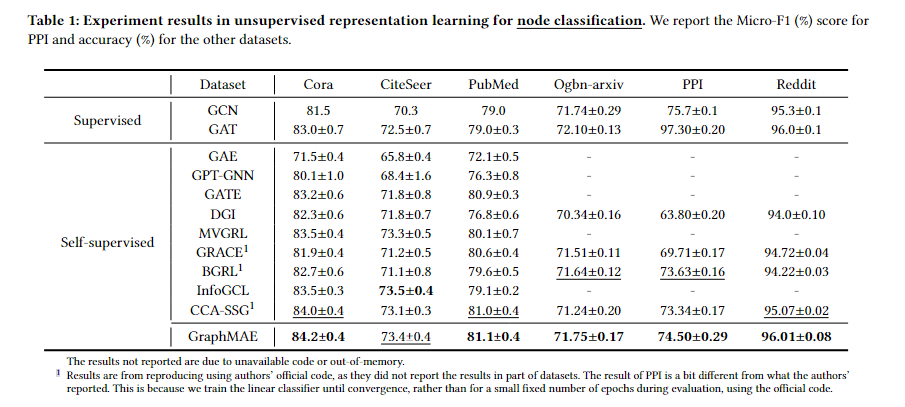 Table 1: Experiment results in unsupervised representation learning for node classification. We report the Micro-F1 (%) score for
PPI and accuracy (%) for the other datasets.
Dataset Cora CiteSeer PubMed Ogbn-arxiv PPI Reddit
Supervised
GCN 81.5 70.3 79.0 71.74±0.29 75.7±0.1 95.3±0.1
GAT 83.0±0.7 72.5±0.7 79.0±0.3 72.10±0.13 97.30±0.20 96.0±0.1
Self-supervised
GAE 71.5±0.4 65.8±0.4 72.1±0.5 - - -
GPT-GNN 80.1±1.0 68.4±1.6 76.3±0.8 - - -
GATE 83.2±0.6 71.8±0.8 80.9±0.3 - - -
DGI 82.3±0.6 71.8±0.7 76.8±0.6 70.34±0.16 63.80±0.20 94.0±0.10
MVGRL 83.5±0.4 73.3±0.5 80.1±0.7 - - -
GRACE¹ 81.9±0.4 71.2±0.5 80.6±0.4 71.51±0.11 69.71±0.17 94.72±0.04
BGRL¹ 82.7±0.6 71.1±0.8 79.6±0.5 71.64±0.12 73.63±0.16 94.22±0.03
InfoGCL 83.5±0.3 73.5±0.4 79.1±0.2 - - -
CCA-SSG¹ 84.0±0.4 73.1±0.3 81.0±0.4 71.24±0.20 73.34±0.17 95.07±0.02
GraphMAE 84.2±0.4 73.4±0.4 81.1±0.4 71.75±0.17 74.50±0.29 96.01±0.08
The results not reported are due to unavailable code or out-of-memory.
¹ Results are from reproducing using authors' official code, as they did not report the results in part of datasets. The result of PPI is a bit different from what the authors'
reported. This is because we train the linear classifier until convergence, rather than for a small fixed number of epochs during evaluation, using the official code.